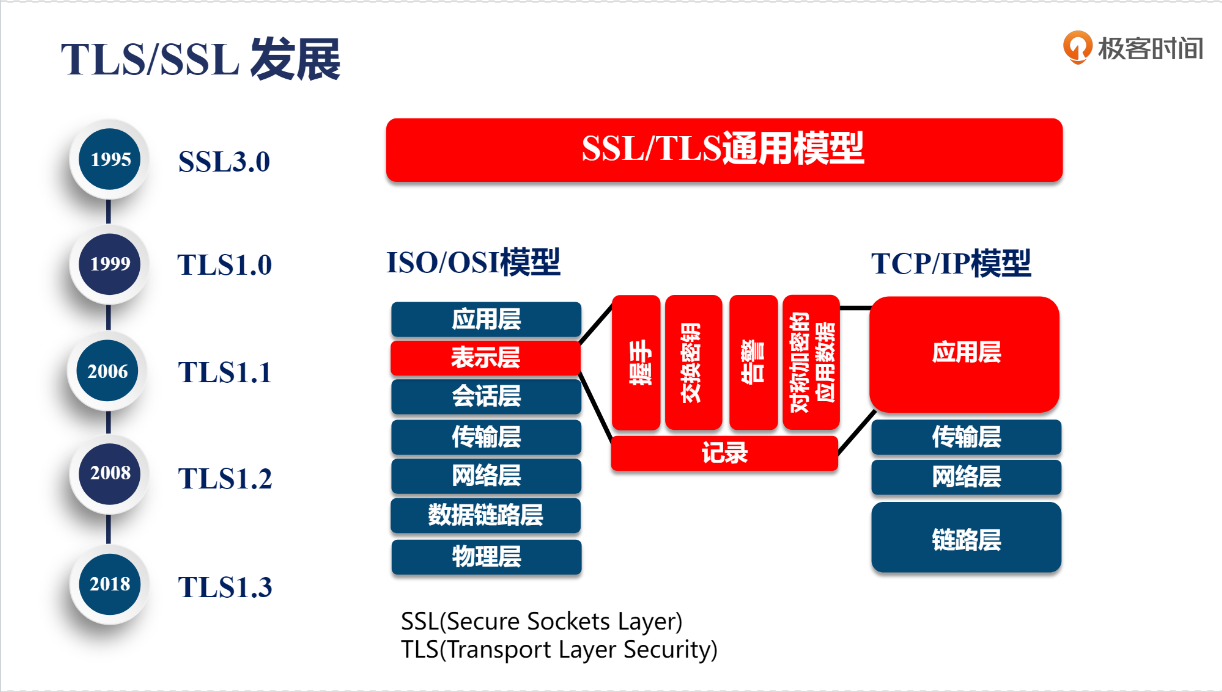 TLS/SSL 发展
极客时间
1995
SSL3.0
1999
TLS1.0
2006
TLS1.1
2008
TLS1.2
2018
TLS1.3
SSL/TLS通用模型
ISO/OSI模型
应用层
表示层
会话层
传输层
网络层
数据链路层
物理层
握手
交换密钥
告警
对称加密的
应用数据
记录
TCP/IP模型
应用层
传输层
网络层
链路层
SSL(Secure Sockets Layer)
TLS(Transport Layer Security)